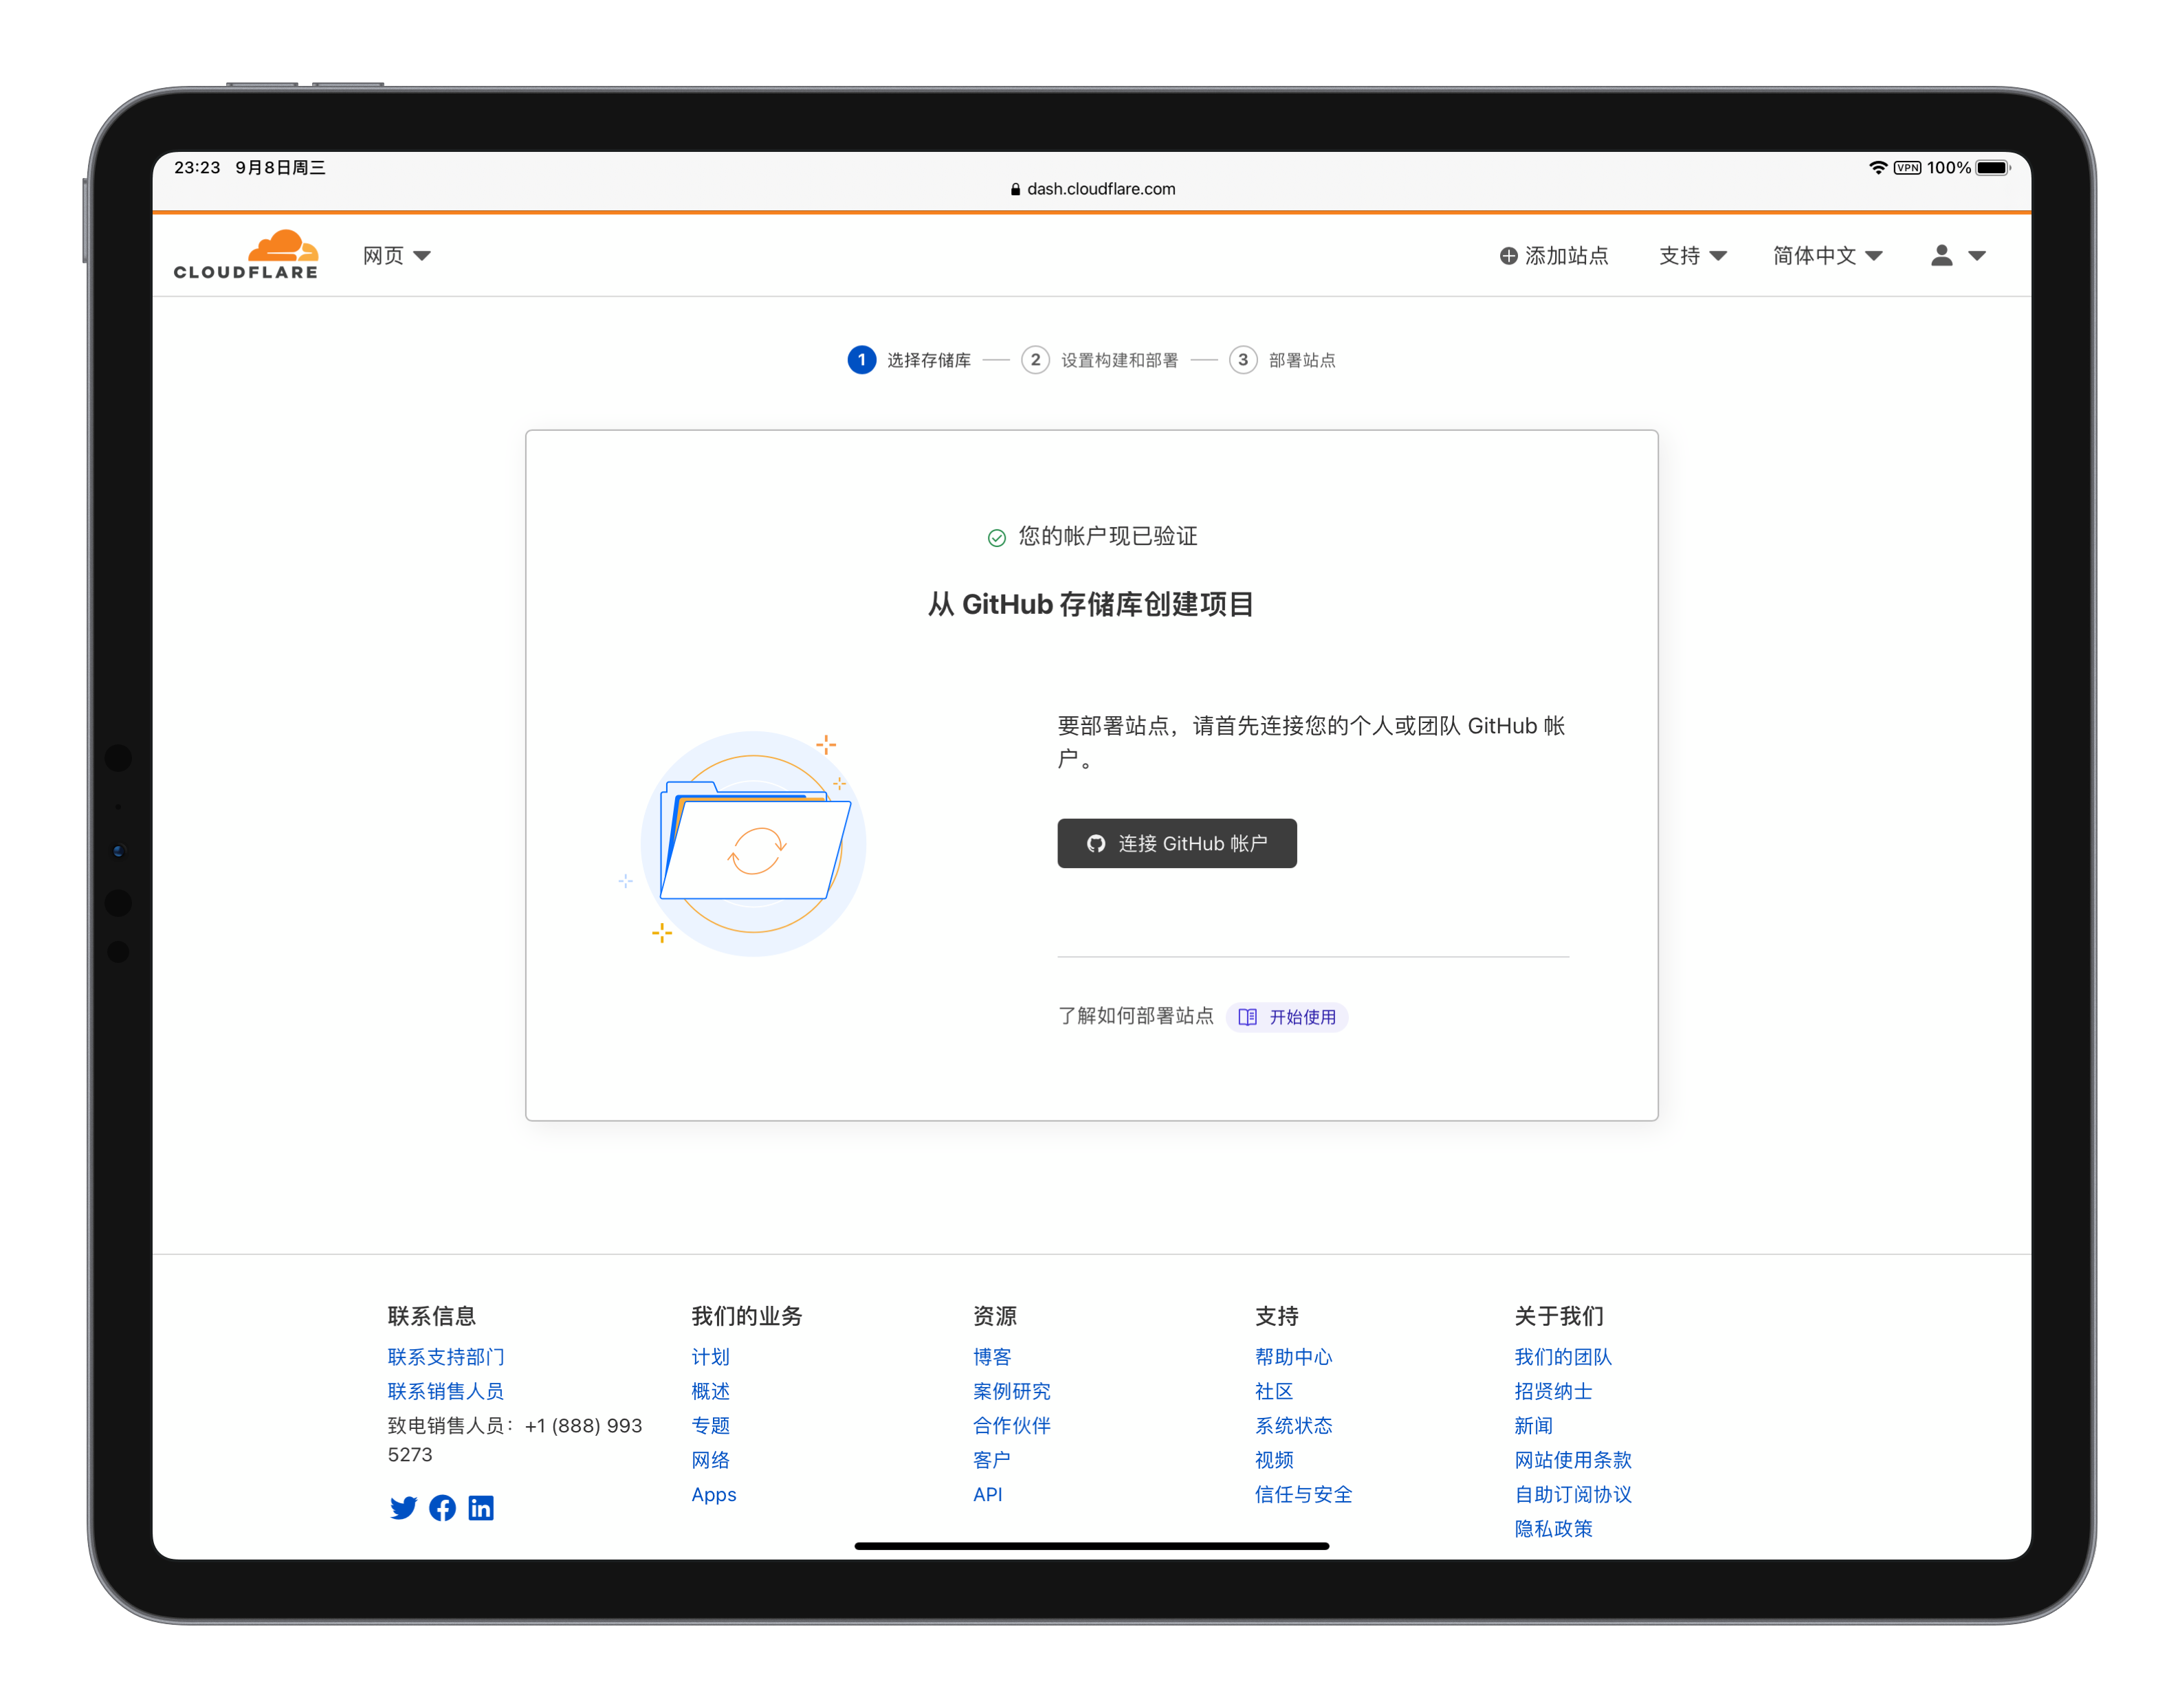 23:23 9月8日周三
VPN 100%
dash.cloudflare.com
CLOUDFLARE
网页
添加站点
支持
简体中文
1 选择存储库
2 设置构建和部署
3 部署站点
您的帐户现已验证
从 GitHub 存储库创建项目
要部署站点，请首先连接您的个人或团队 GitHub 帐
户。
连接 GitHub 帐户
了解如何部署站点 开始使用
联系信息
联系支持部门
联系销售人员
致电销售人员：+1 (888) 993
5273
我们的业务
计划
概述
专题
网络
Apps
资源
博客
案例研究
合作伙伴
客户
API
支持
帮助中心
社区
系统状态
视频
信任与安全
关于我们
我们的团队
招贤纳士
新闻
网站使用条款
自助订阅协议
隐私政策